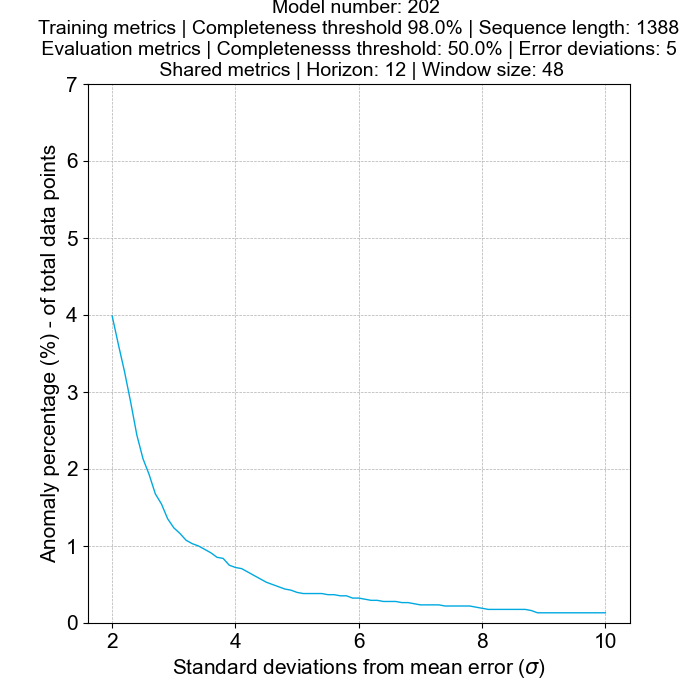 Model number: 202
Training metrics | Completeness threshold 98.0% | Sequence length: 1388
Evaluation metrics | Completenesss threshold: 50.0% | Error deviations: 5
Shared metrics | Horizon: 12 | Window size: 48
Anomaly percentage (%) - of total data points
7
6
5
4
3
2
1
0
2 4 6 8 10
Standard deviations from mean error (σ)